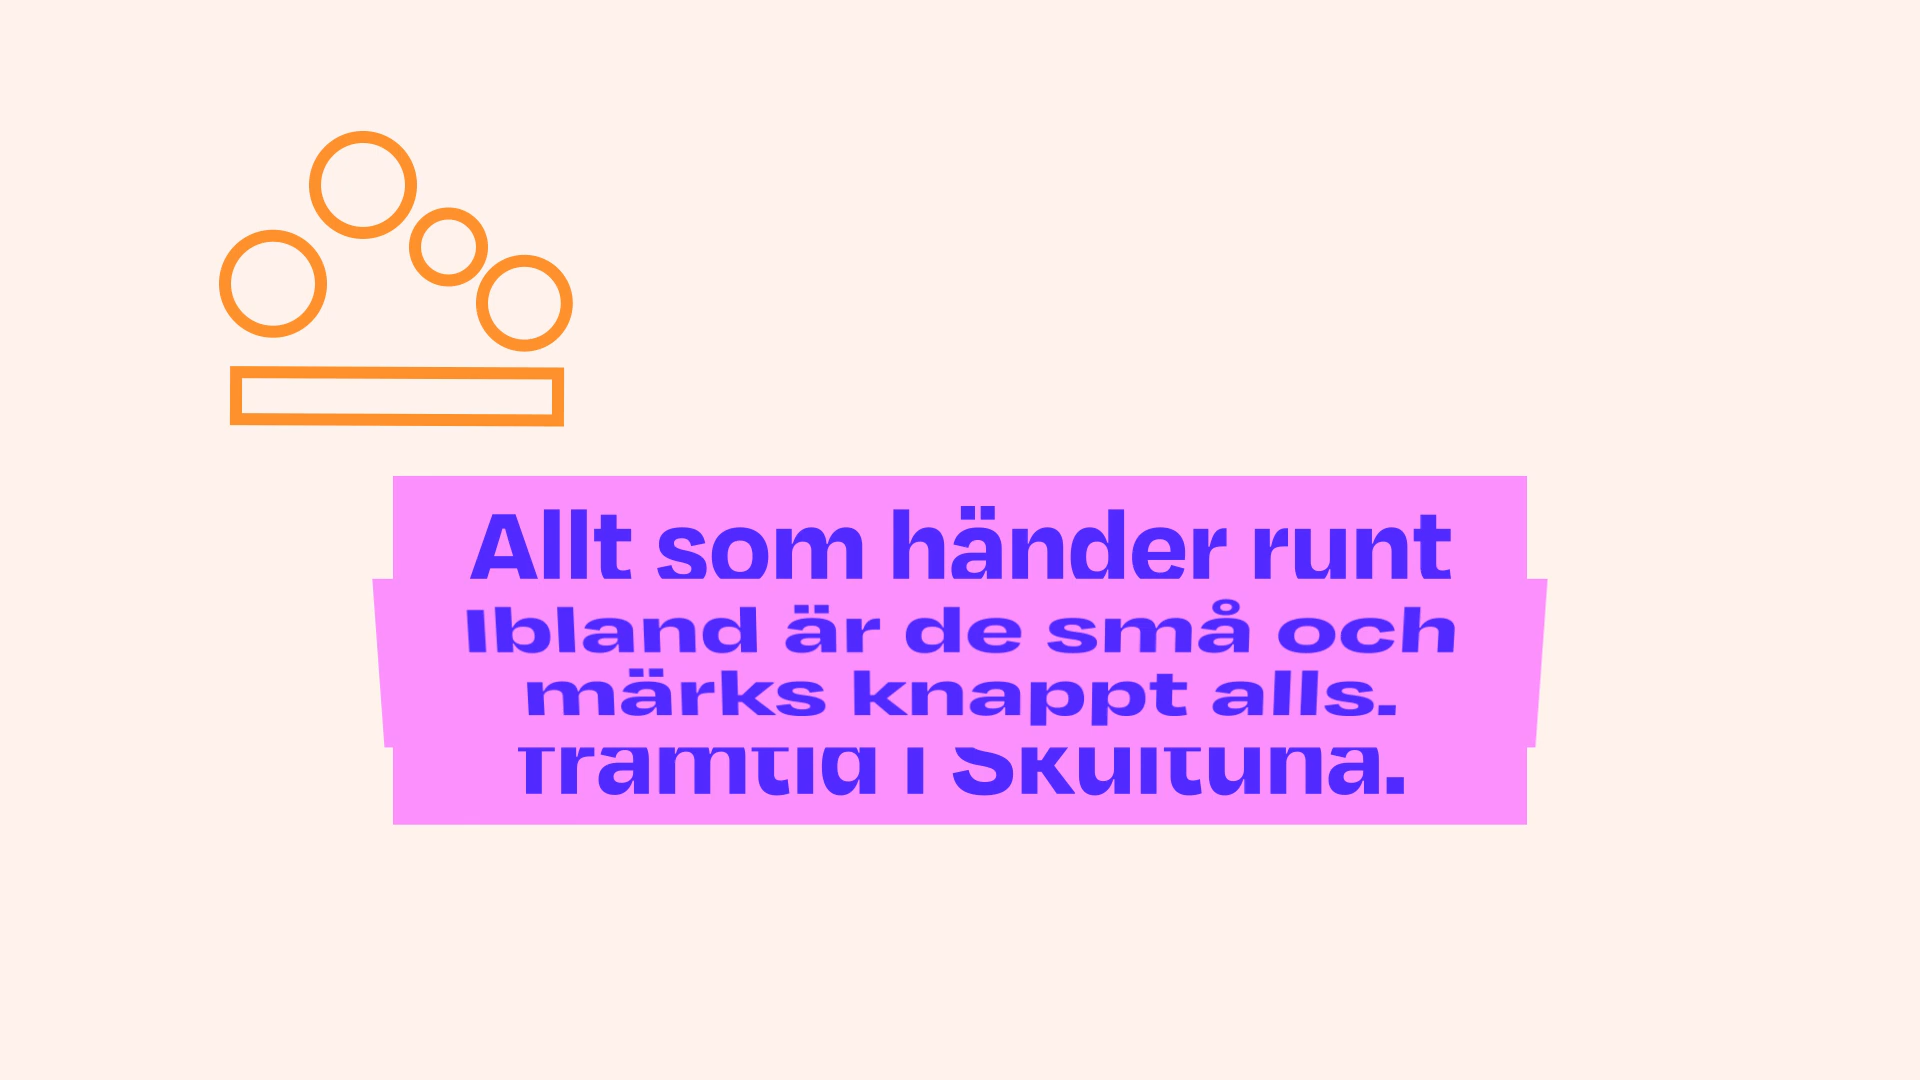 Allt som händer runt
Ibland är de små och
märks knappt alls.
framtid i Skultuna.